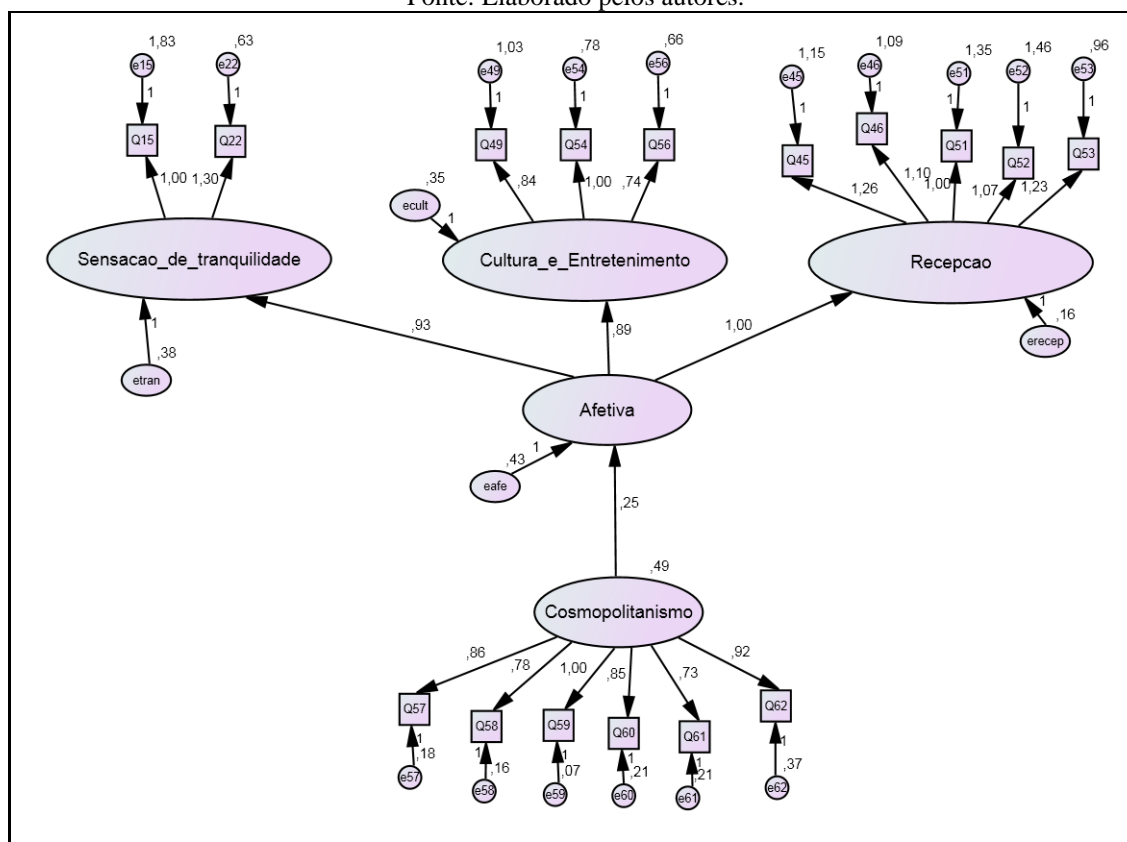 Fonte: Elaborado pelos autores.
1,83 ,63 1,03 ,78 ,66 1,15 1,09 1,35 1,46 ,96
e15 e22 e49 e54 e56 e45 e46 e51 e52 e53
1 1 1 1 1 1 1 1 1 1
Q15 Q22 Q49 Q54 Q56 Q45 Q46 Q51 Q52 Q53
1,00 1,30 ,84 1,00 ,74 1,26 1,10 1,00 1,07 1,23
,35
ecult
1
Sensacao_de_tranquilidade
Cultura_e_Entretenimento
Recepcao
1
,38
etran
1
,16
erecep
,93 ,89 1,00
Afetiva
,43 1
eafe
,25
,49
Cosmopolitanismo
,86 ,78 1,00 ,85 ,73 ,92
Q57 Q58 Q59 Q60 Q61 Q62
1 1 1 1 1 1
,18 ,16 ,07 ,21 ,21 ,37
e57 e58 e59 e60 e61 e62